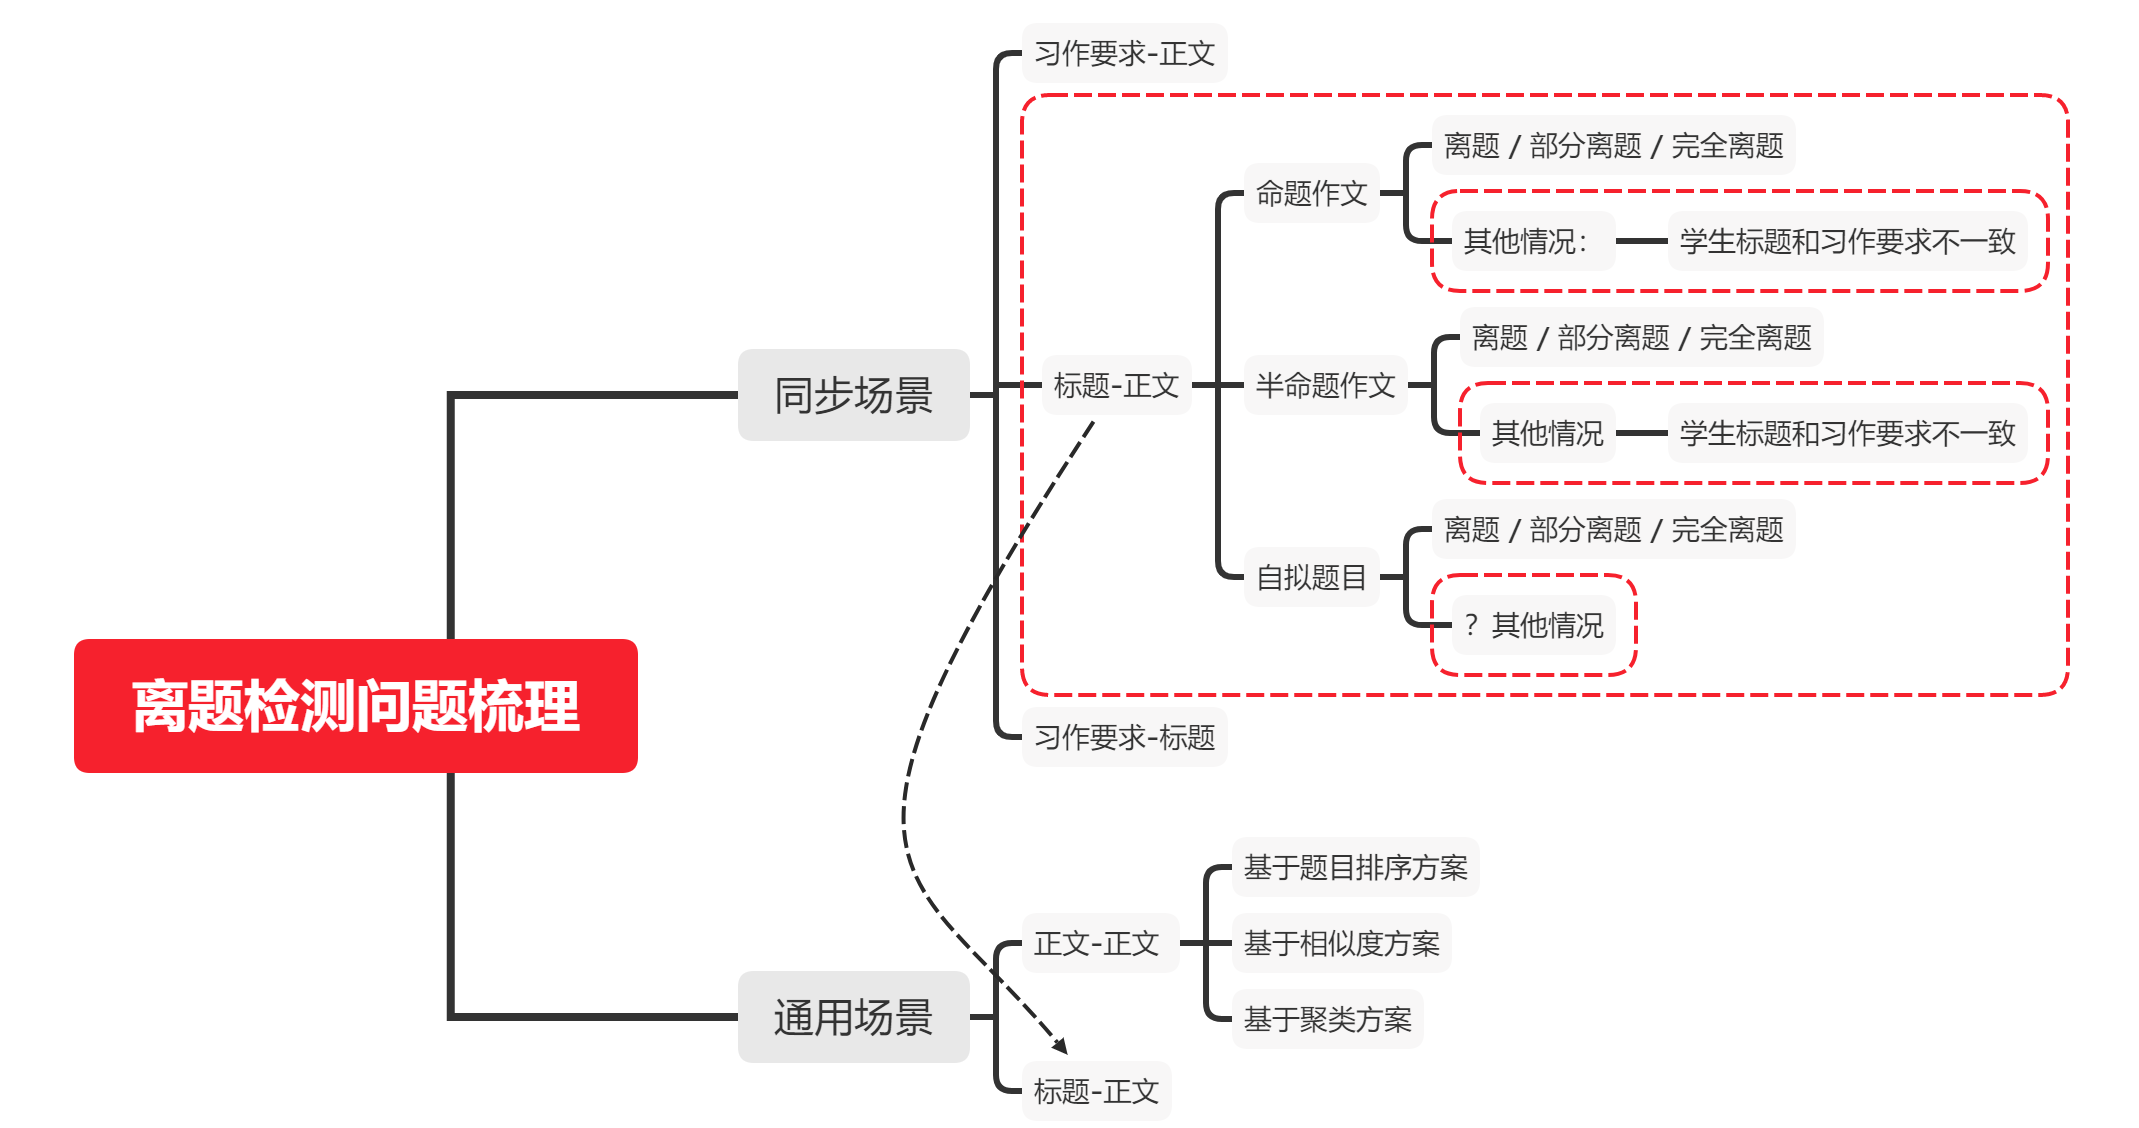 离题检测问题梳理
同步场景
习作要求-正文
标题-正文
命题作文
离题 / 部分离题 / 完全离题
其他情况：
学生标题和习作要求不一致
半命题作文
离题 / 部分离题 / 完全离题
其他情况
学生标题和习作要求不一致
自拟题目
离题 / 部分离题 / 完全离题
？其他情况
习作要求-标题
通用场景
正文-正文
基于题目排序方案
基于相似度方案
基于聚类方案
标题-正文